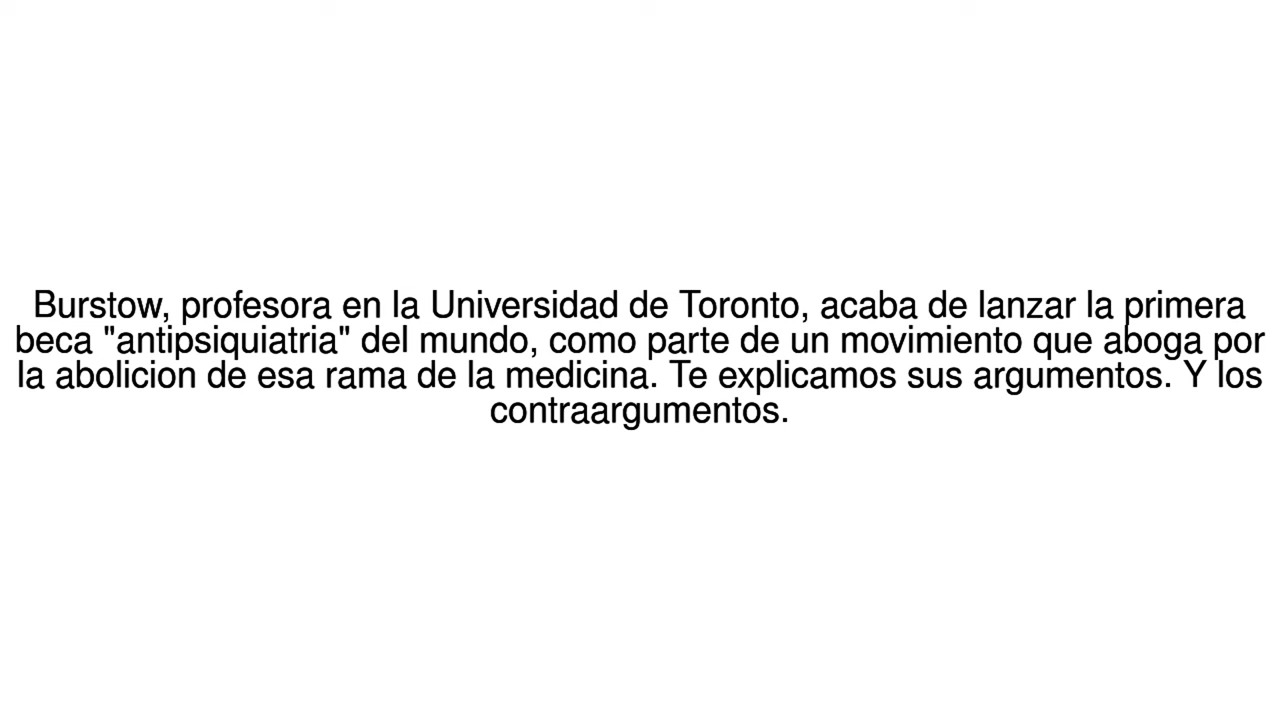 Burstow, profesora en la Universidad de Toronto, acaba de lanzar la primera
beca "antipsiquiatria" del mundo, como parte de un movimiento que aboga por
la abolicion de esa rama de la medicina. Te explicamos sus argumentos. Y los
contraargumentos.